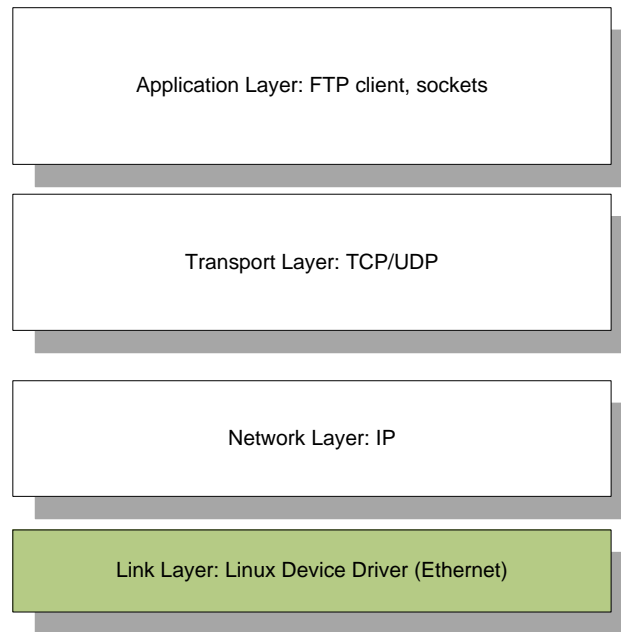 Application Layer: FTP client, sockets
Transport Layer: TCP/UDP
Network Layer: IP
Link Layer: Linux Device Driver (Ethernet)